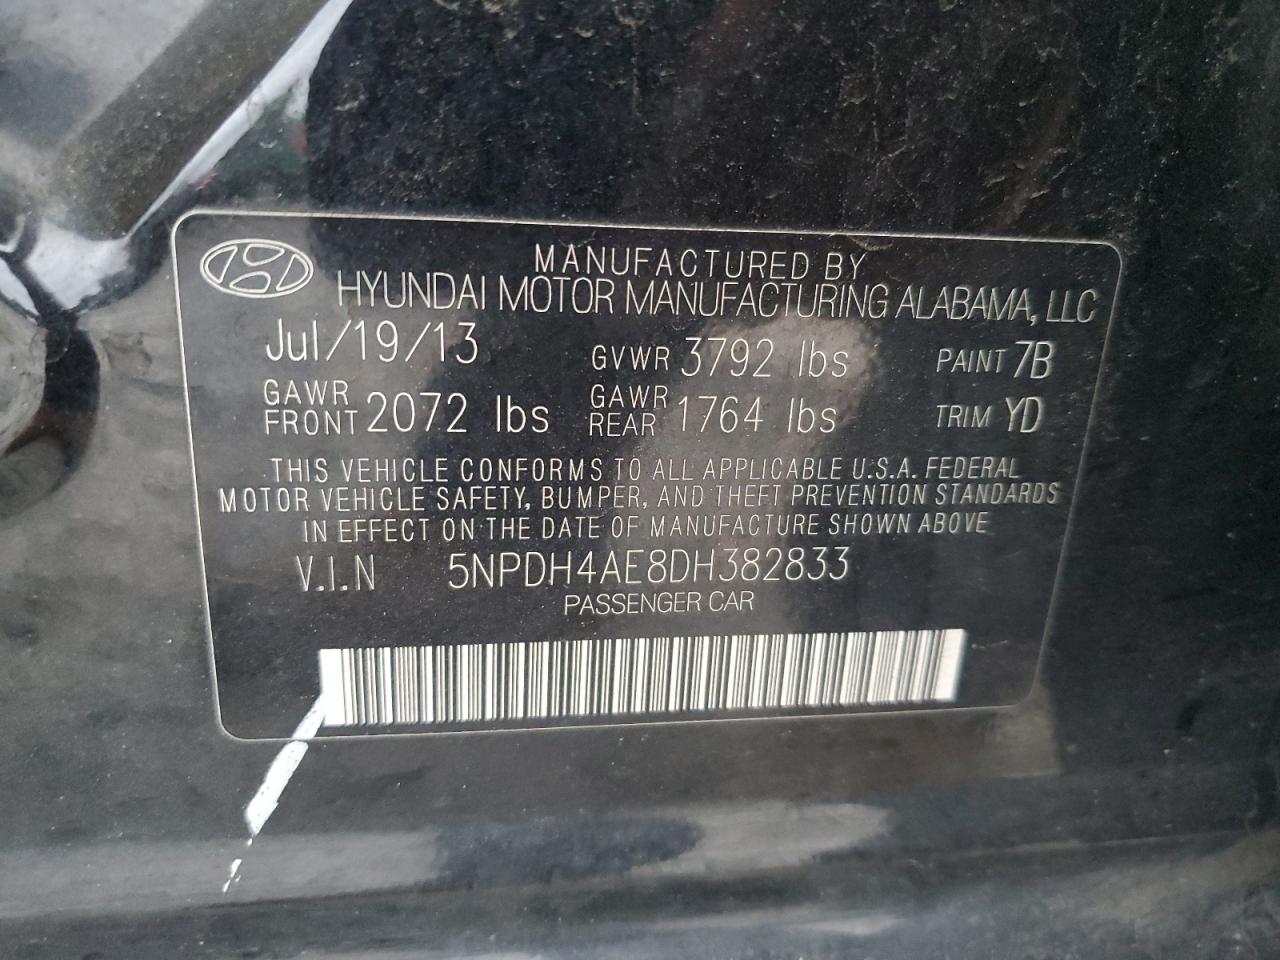 MANUFACTURED BY
HYUNDAI MOTOR MANUFACTURING ALABAMA, LLC
Jul/19/13 GVWR 3792 lbs PAINT 7B
GAWR FRONT 2072 lbs GAWR REAR 1764 lbs TRIM YD
THIS VEHICLE CONFORMS TO ALL APPLICABLE U.S.A. FEDERAL
MOTOR VEHICLE SAFETY, BUMPER, AND THEFT PREVENTION STANDARDS
IN EFFECT ON THE DATE OF MANUFACTURE SHOWN ABOVE
V.I.N 5NPDH4AE8DH382833
PASSENGER CAR